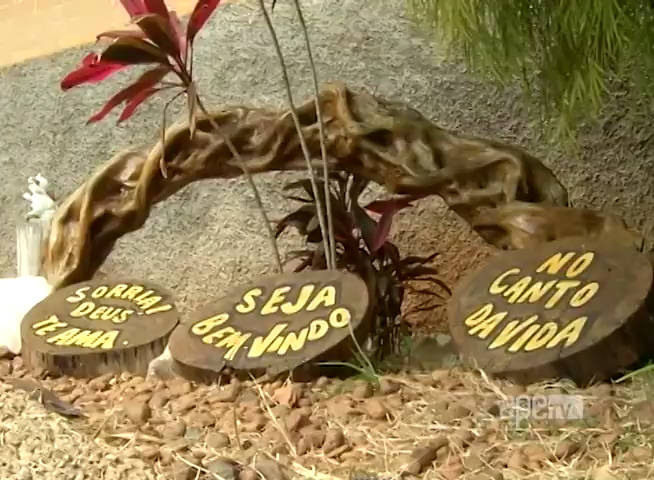 SORRIA!
DEUS
TE AMA.
SEJA
BEM VINDO
NO
CANTO
DA VIDA